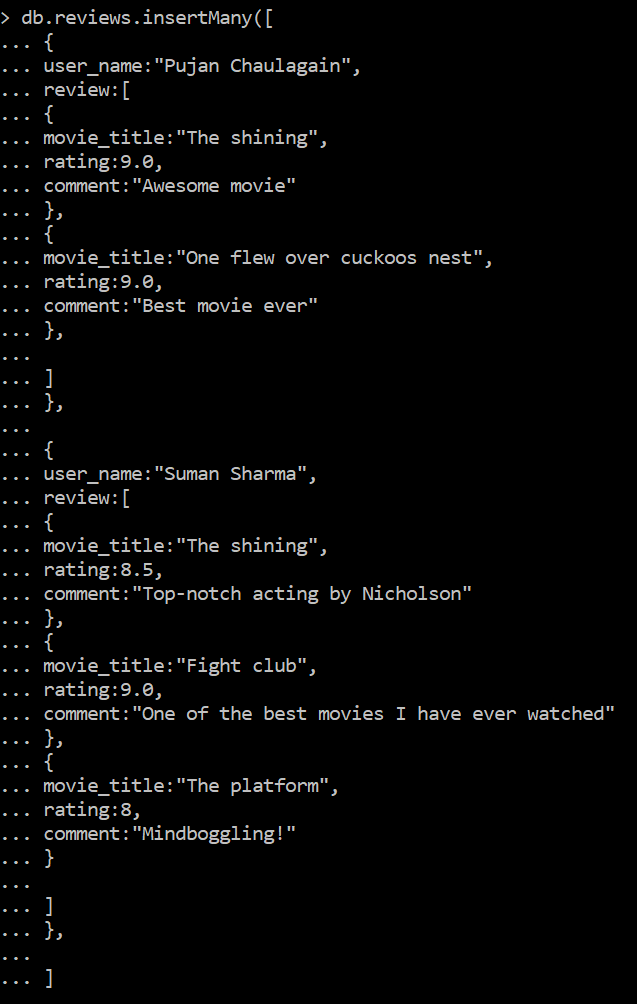 > db.reviews.insertMany([
... {
... user_name:"Pujan Chaulagain",
... review:[
... {
... movie_title:"The shining",
... rating:9.0,
... comment:"Awesome movie"
... },
... {
... movie_title:"One flew over cuckoos nest",
... rating:9.0,
... comment:"Best movie ever"
... },
...
... ]
... },
...
... {
... user_name:"Suman Sharma",
... review:[
... {
... movie_title:"The shining",
... rating:8.5,
... comment:"Top-notch acting by Nicholson"
... },
... {
... movie_title:"Fight club",
... rating:9.0,
... comment:"One of the best movies I have ever watched"
... },
... {
... movie_title:"The platform",
... rating:8,
... comment:"Mindboggling!"
... }
...
... ]
... },
...
... ]